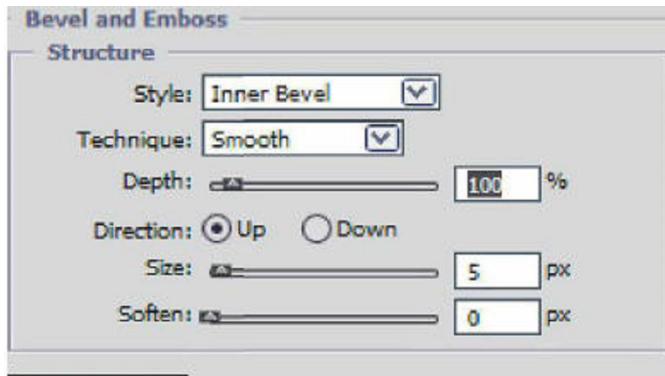 Bevel and Emboss
Structure
Style: Inner Bevel
Technique: Smooth
Depth: 100 %
Direction: Up Down
Size: 5 px
Soften: 0 px